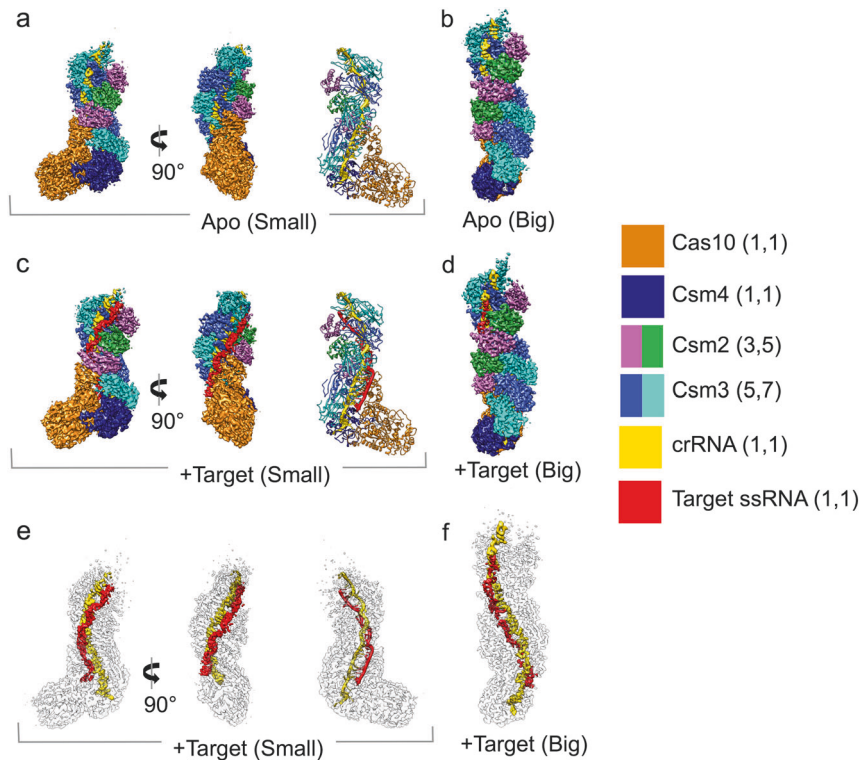 a
b
90°
Apo (Small)
Apo (Big)
Cas10 (1,1)
c
d
Csm4 (1,1)
Csm2 (3,5)
Csm3 (5,7)
90°
crRNA (1,1)
+Target (Small)
+Target (Big)
Target ssRNA (1,1)
e
f
90°
+Target (Small)
+Target (Big)